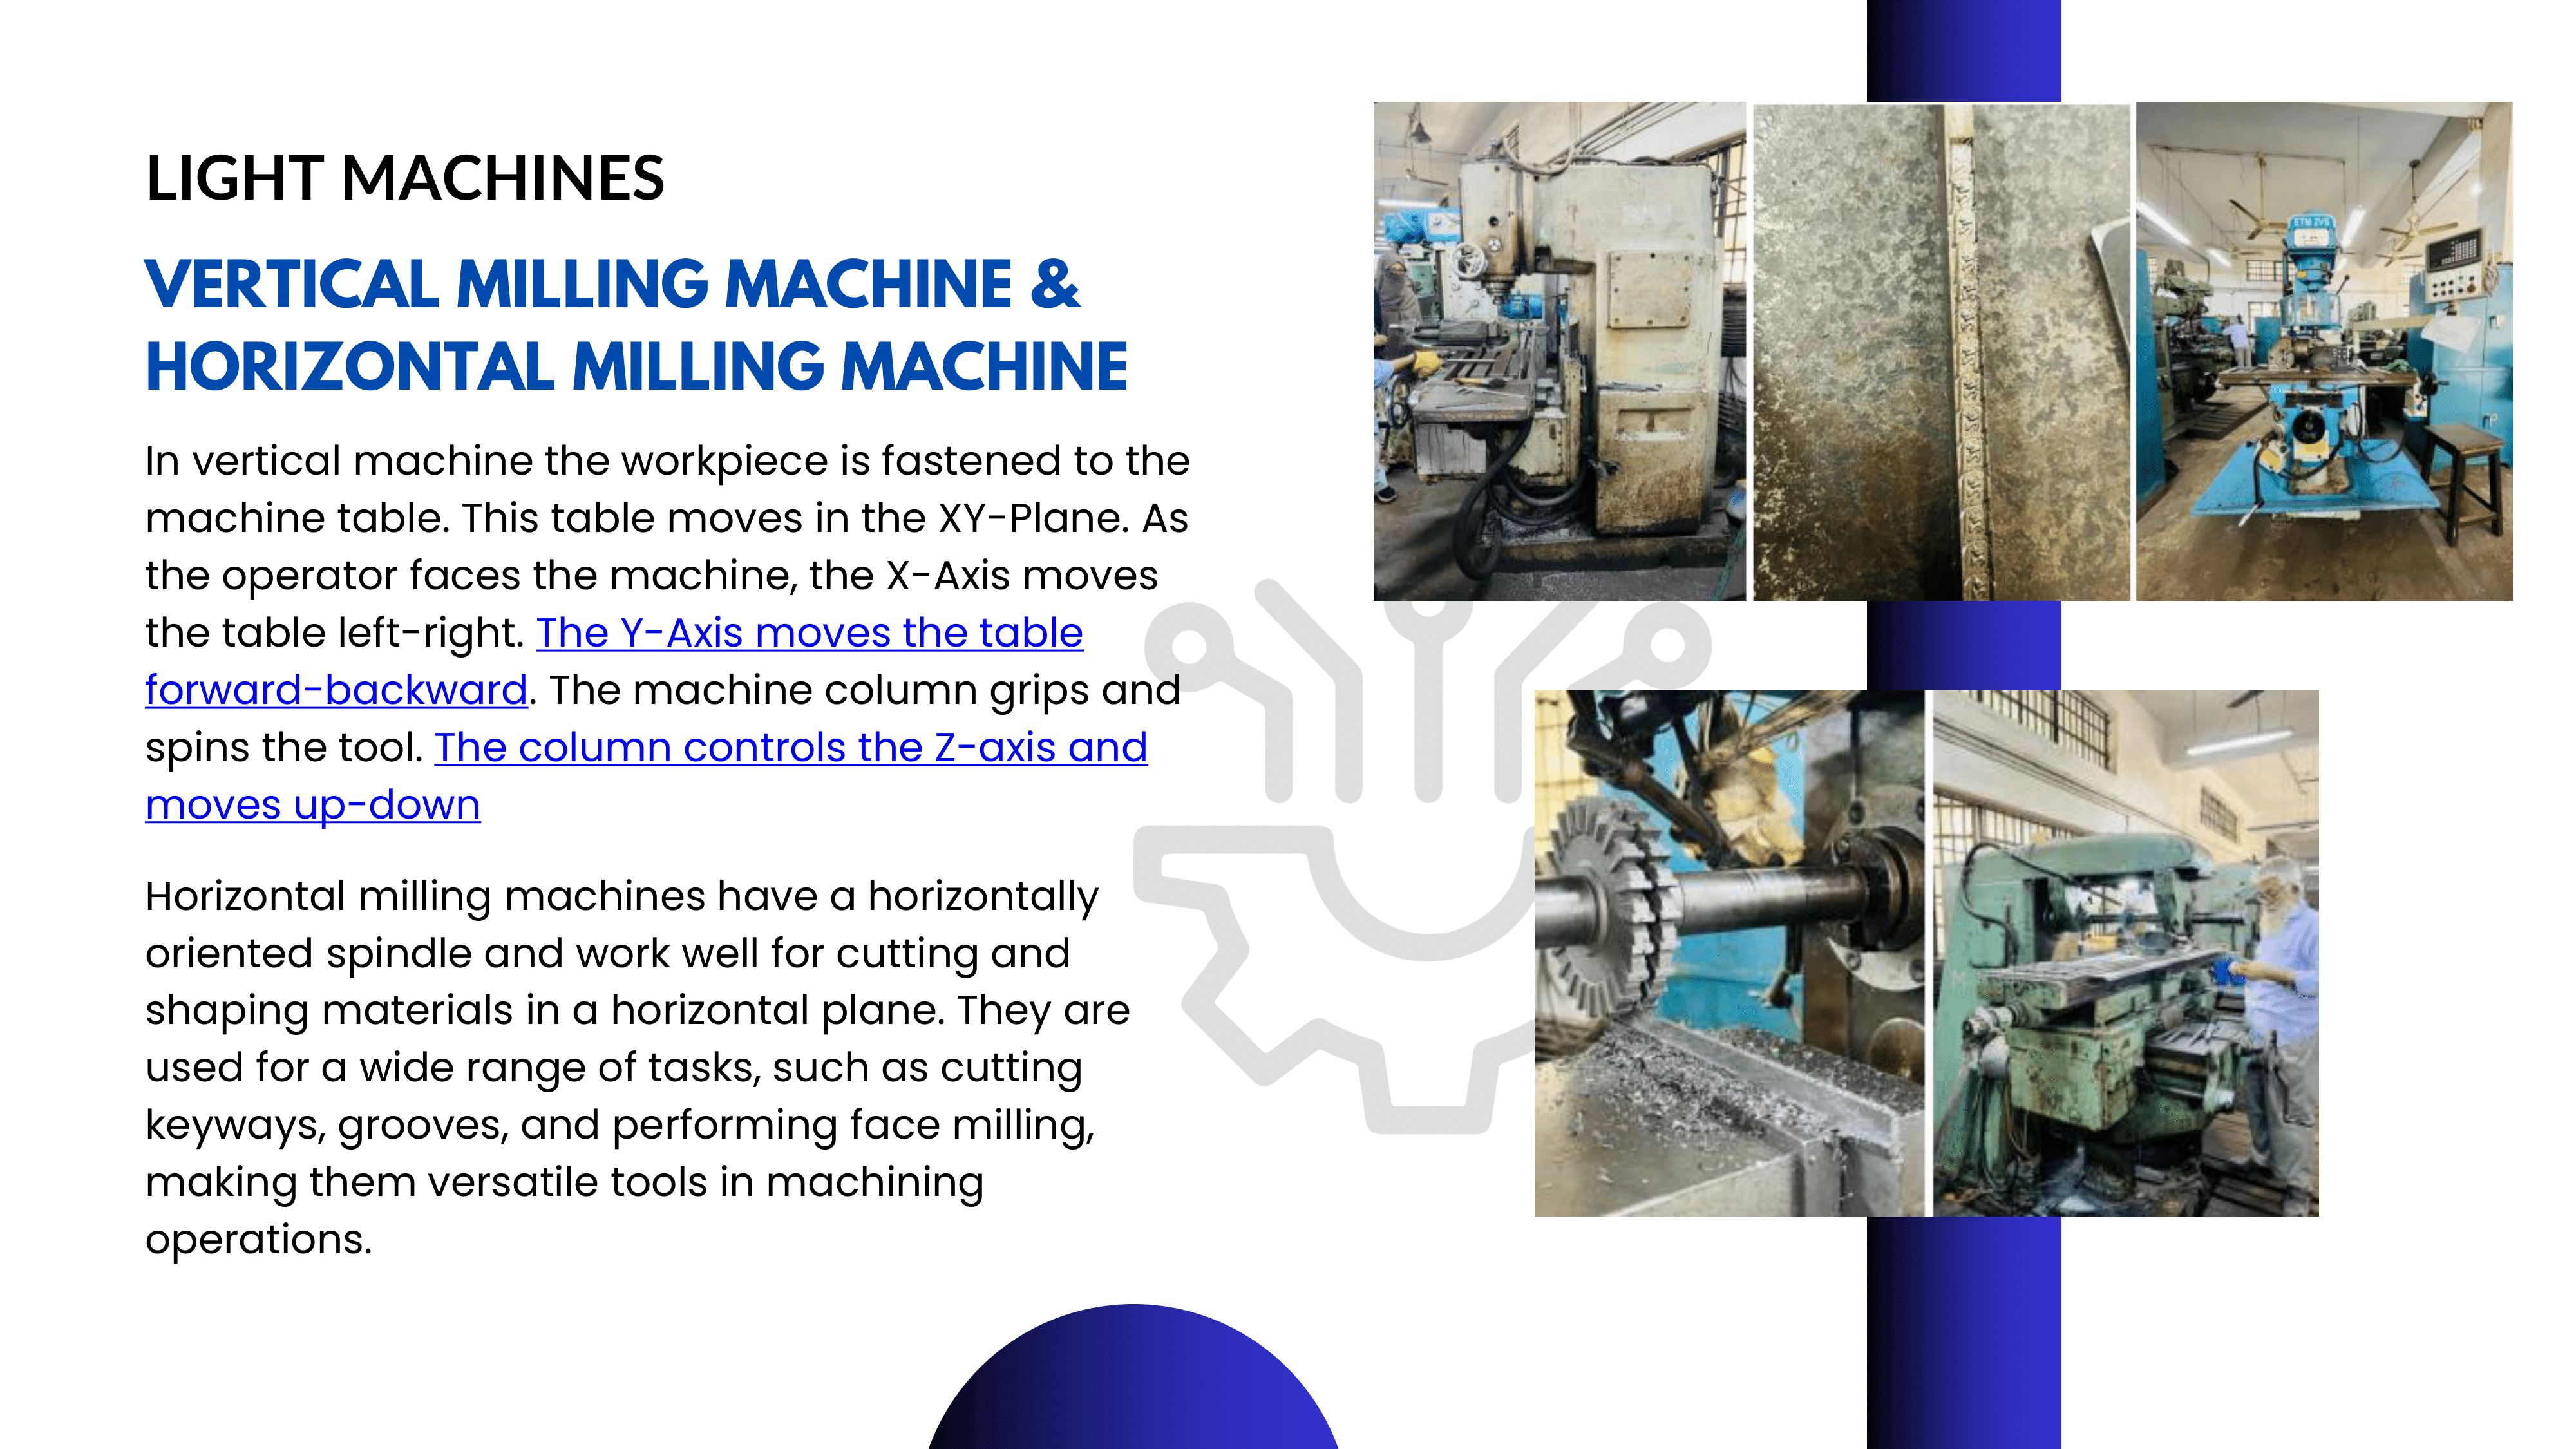 LIGHT MACHINES
VERTICAL MILLING MACHINE &
HORIZONTAL MILLING MACHINE
In vertical machine the workpiece is fastened to the
machine table. This table moves in the XY-Plane. As
the operator faces the machine, the X-Axis moves
the table left-right. The Y-Axis moves the table
forward-backward. The machine column grips and
spins the tool. The column controls the Z-axis and
moves up-down
Horizontal milling machines have a horizontally
oriented spindle and work well for cutting and
shaping materials in a horizontal plane. They are
used for a wide range of tasks, such as cutting
keyways, grooves, and performing face milling,
making them versatile tools in machining
operations.
ETM 2VS